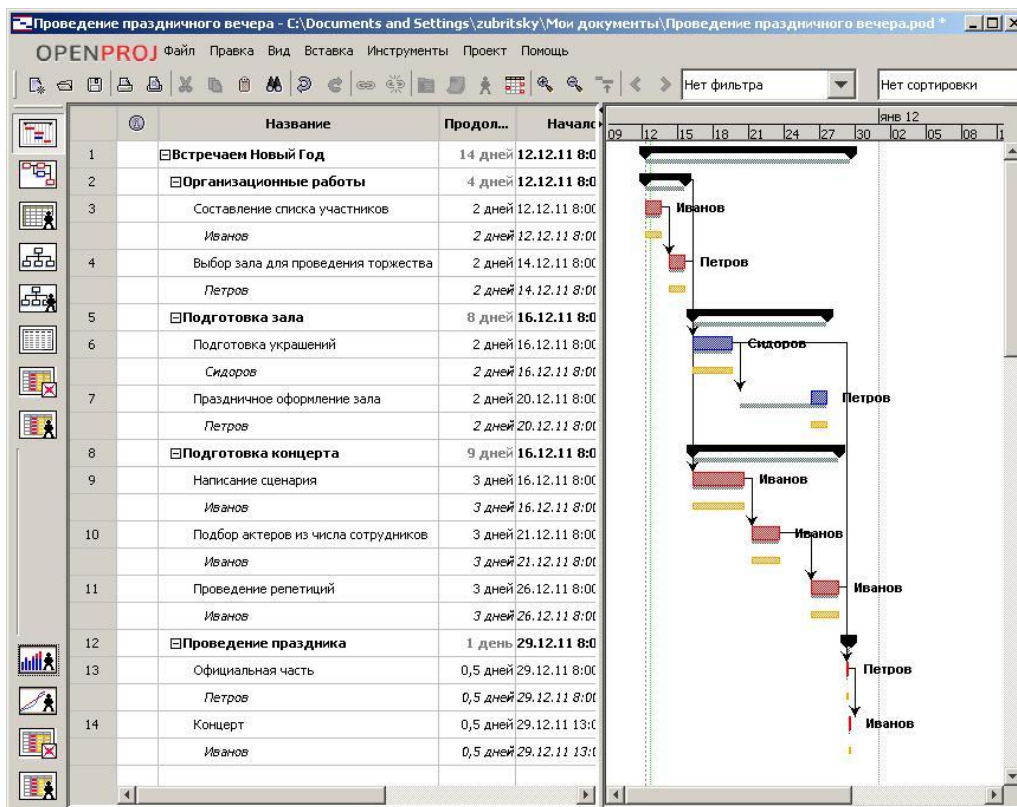 Проведение праздничного вечера - C:\Documents and Settings\zubritsky\Мои документы\Проведение праздничного вечера.pod *
OPENPROJ Файл Правка Вид Вставка Инструменты Проект Помощь
Нет фильтра Нет сортировки
Название Продол... Начало
янв 12
09 12 15 18 21 24 27 30 02 05 08 1
1 Встречаем Новый Год 14 дней 12.12.11 8:0
2 Организационные работы 4 дней 12.12.11 8:0
3 Составление списка участников 2 дней 12.12.11 8:00 Иванов
Иванов 2 дней 12.12.11 8:00
4 Выбор зала для проведения торжества 2 дней 14.12.11 8:00 Петров
Петров 2 дней 14.12.11 8:00
5 Подготовка зала 8 дней 16.12.11 8:0
6 Подготовка украшений 2 дней 16.12.11 8:00 Сидоров
Сидоров 2 дней 16.12.11 8:00
7 Праздничное оформление зала 2 дней 20.12.11 8:00 Петров
Петров 2 дней 20.12.11 8:00
8 Подготовка концерта 9 дней 16.12.11 8:0
9 Написание сценария 3 дней 16.12.11 8:00 Иванов
Иванов 3 дней 16.12.11 8:00
10 Подбор актеров из числа сотрудников 3 дней 21.12.11 8:00 Иванов
Иванов 3 дней 21.12.11 8:00
11 Проведение репетиций 3 дней 26.12.11 8:00 Иванов
Иванов 3 дней 26.12.11 8:00
12 Проведение праздника 1 день 29.12.11 8:0
13 Официальная часть 0,5 дней 29.12.11 8:00 Петров
Петров 0,5 дней 29.12.11 8:00
14 Концерт 0,5 дней 29.12.11 13:0 Иванов
Иванов 0,5 дней 29.12.11 13:0